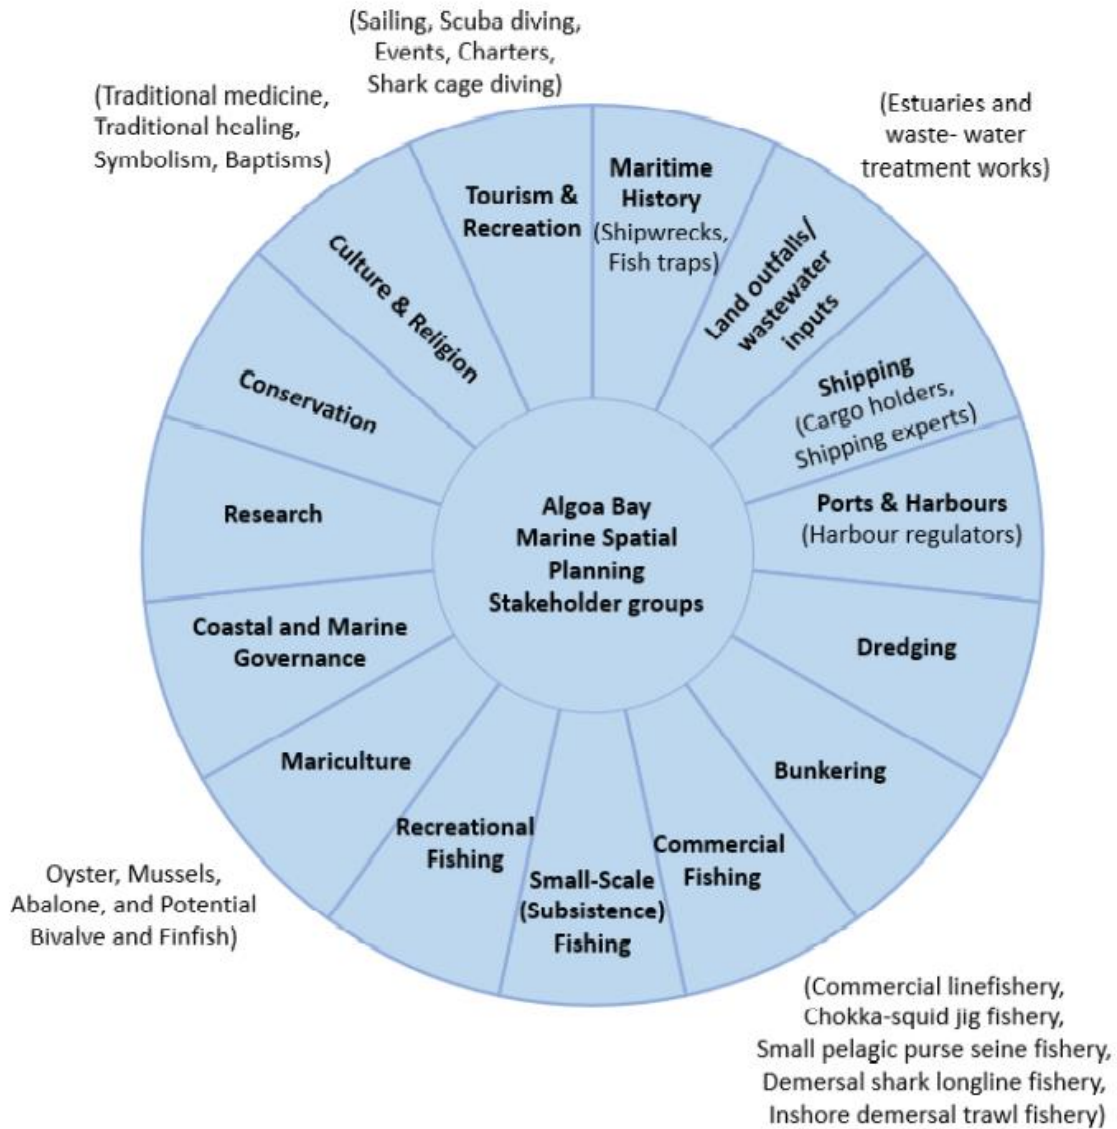 (Sailing, Scuba diving,
Events, Charters,
Shark cage diving)
(Traditional medicine,
Traditional healing,
Symbolism, Baptisms)
(Estuaries and
waste- water
treatment works)
Tourism &
Recreation
Maritime
History
(Shipwrecks,
Fish traps)
Land outfalls/
wastewater
inputs
Shipping
(Cargo holders,
Shipping experts)
Ports & Harbours
(Harbour regulators)
Dredging
Bunkering
Commercial
Fishing
Small-Scale
(Subsistence)
Fishing
Recreational
Fishing
Mariculture
Coastal and Marine
Governance
Research
Conservation
Culture & Religion
Algoa Bay
Marine Spatial
Planning
Stakeholder groups
Oyster, Mussels,
Abalone, and Potential
Bivalve and Finfish)
(Commercial linefishery,
Chokka-squid jig fishery,
Small pelagic purse seine fishery,
Demersal shark longline fishery,
Inshore demersal trawl fishery)